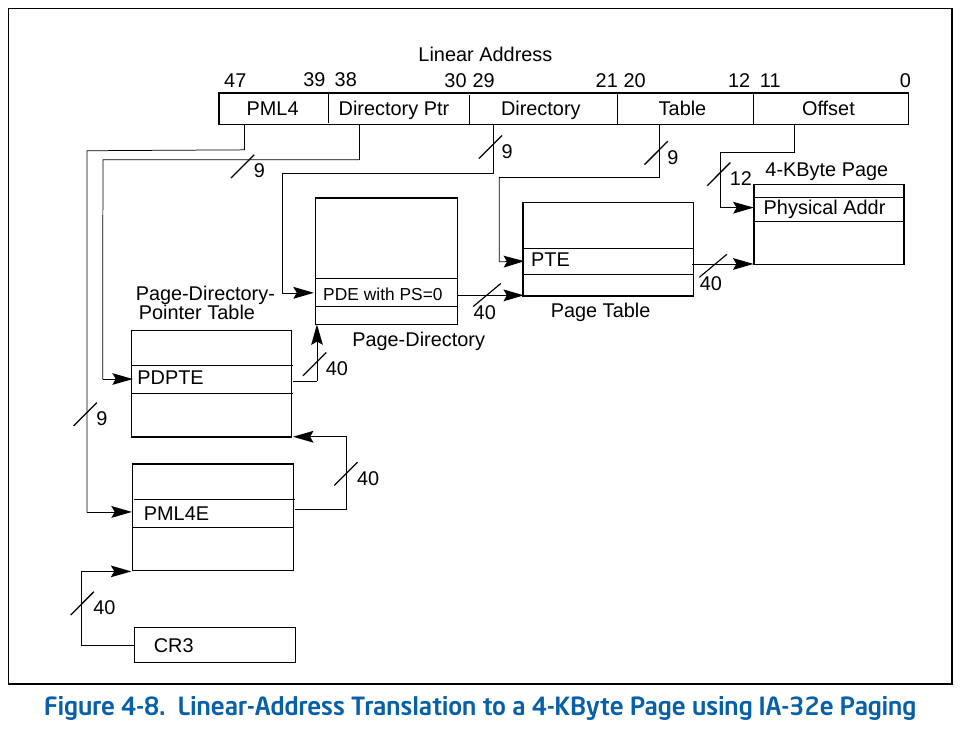 Linear Address
47 39 38 30 29 21 20 12 11 0
PML4 Directory Ptr Directory Table Offset
9
9
9
12
4-KByte Page
Physical Addr
PTE
40
Page Table
PDE with PS=0
40
Page-Directory
Page-Directory-
Pointer Table
PDPTE
40
9
40
PML4E
40
CR3
Figure 4-8. Linear-Address Translation to a 4-KByte Page using IA-32e Paging